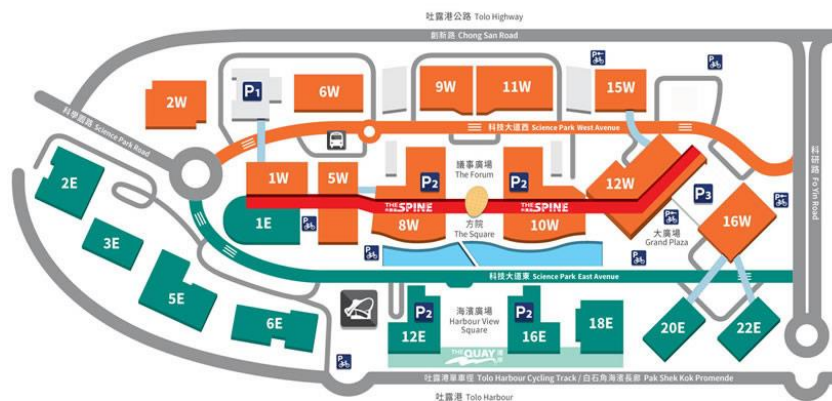 吐露港公路 Tolo Highway
創新路 Chong San Road
2W
P1
6W
9W
11W
15W
科學園路 Science Park Road
科技大道西 Science Park West Avenue
科研路 Fo Yin Road
2E
1W
5W
P2
議事廣場
The Forum
P2
12W
THE SPINE
THE SPINE
P3
16W
1E
8W
方院
The Square
10W
大廣場
Grand Plaza
3E
科技大道東 Science Park East Avenue
5E
6E
P2
海濱廣場
Harbour View
Square
P2
12E
16E
18E
20E
22E
THE QUAY
吐露港單車徑 Tolo Harbour Cycling Track / 白石角海濱長廊 Pak Shek Kok Promende
吐露港 Tolo Harbour